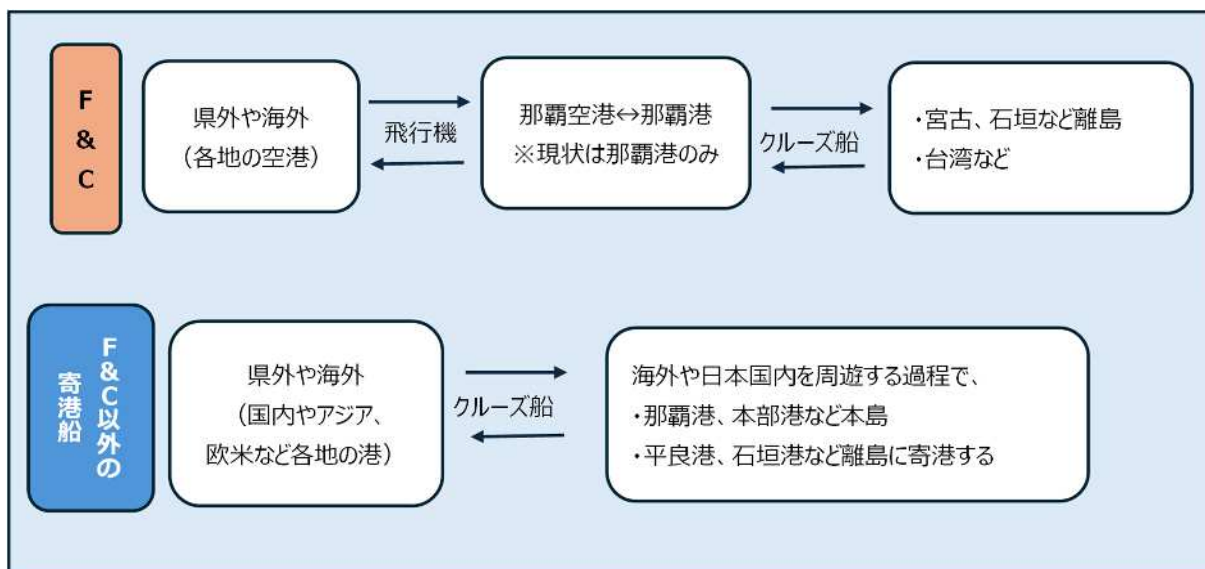 F&C
県外や海外
（各地の空港）
飛行機
那覇空港↔那覇港
※現状は那覇港のみ
クルーズ船
・宮古、石垣など離島
・台湾など
F&C以外の
寄港船
県外や海外
（国内やアジア、
欧米など各地の港）
クルーズ船
海外や日本国内を周遊する過程で、
・那覇港、本部港など本島
・平良港、石垣港など離島に寄港する